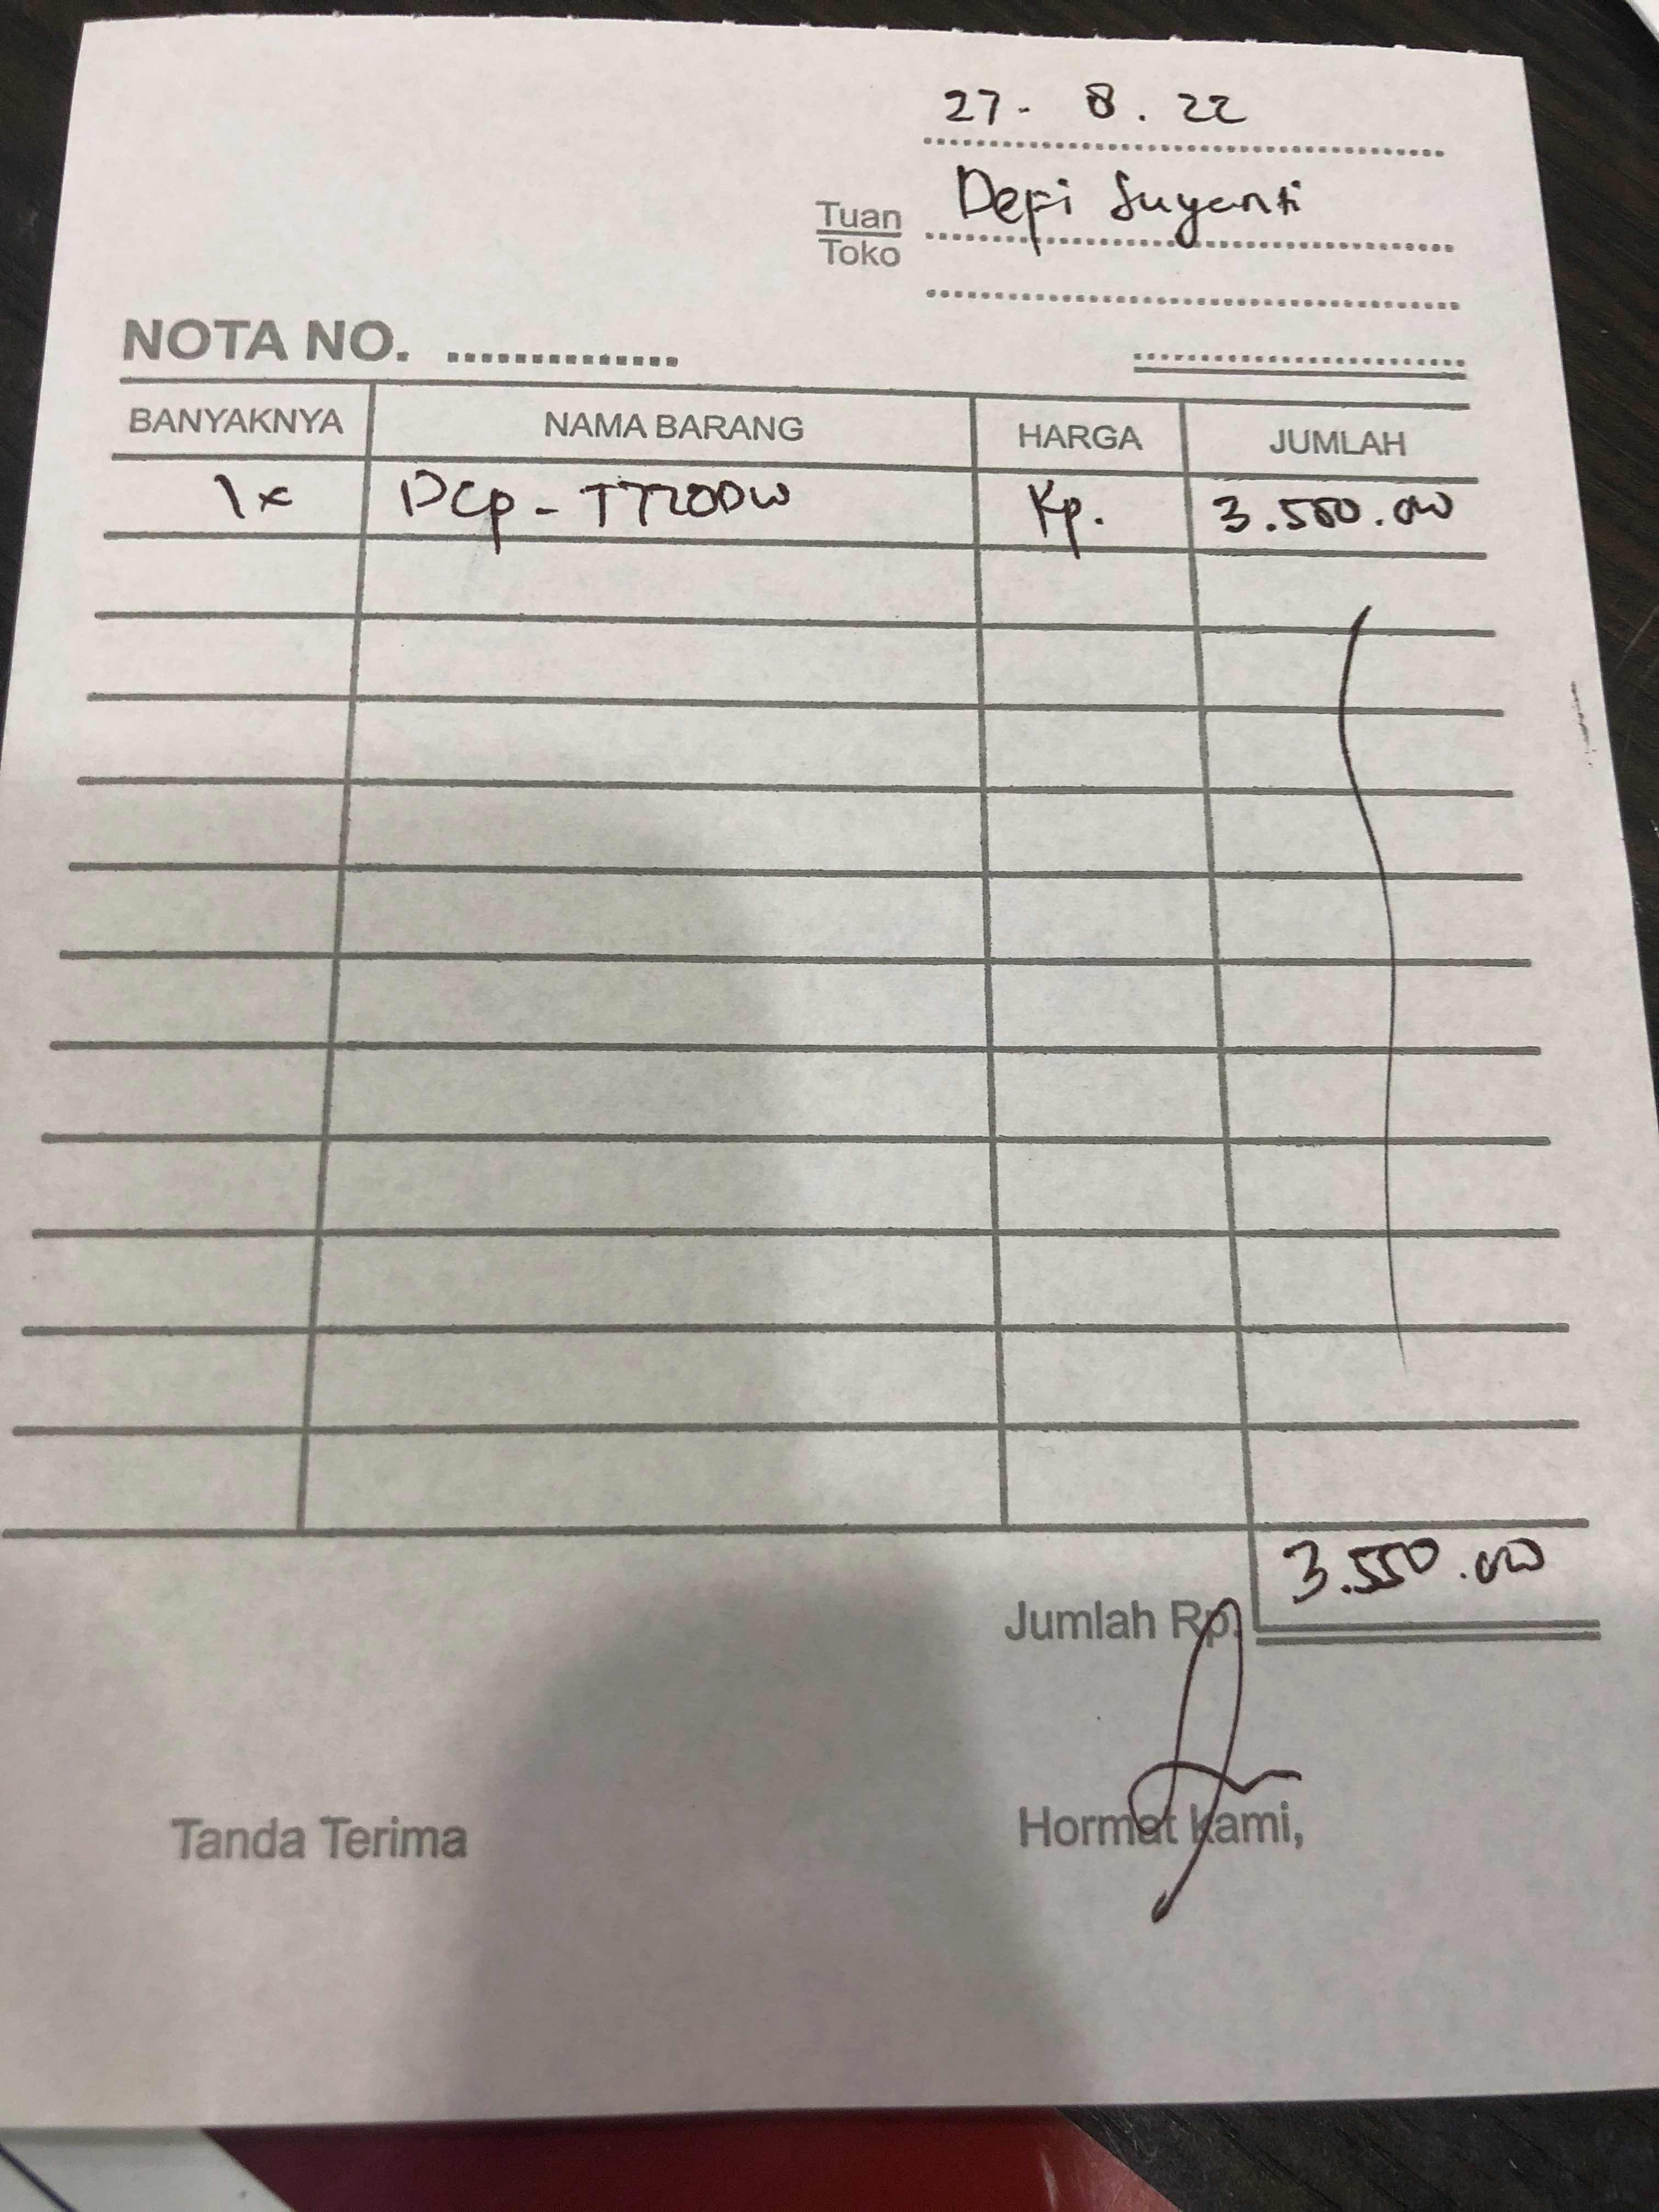 27 - 8 . 22
Tuan Defi Suyanti
Toko
NOTA NO.
BANYAKNYA NAMA BARANG HARGA JUMLAH
1x DCP - T720DW Rp. 3.550.000
3.550.000
Jumlah Rp.
Tanda Terima Hormat kami,